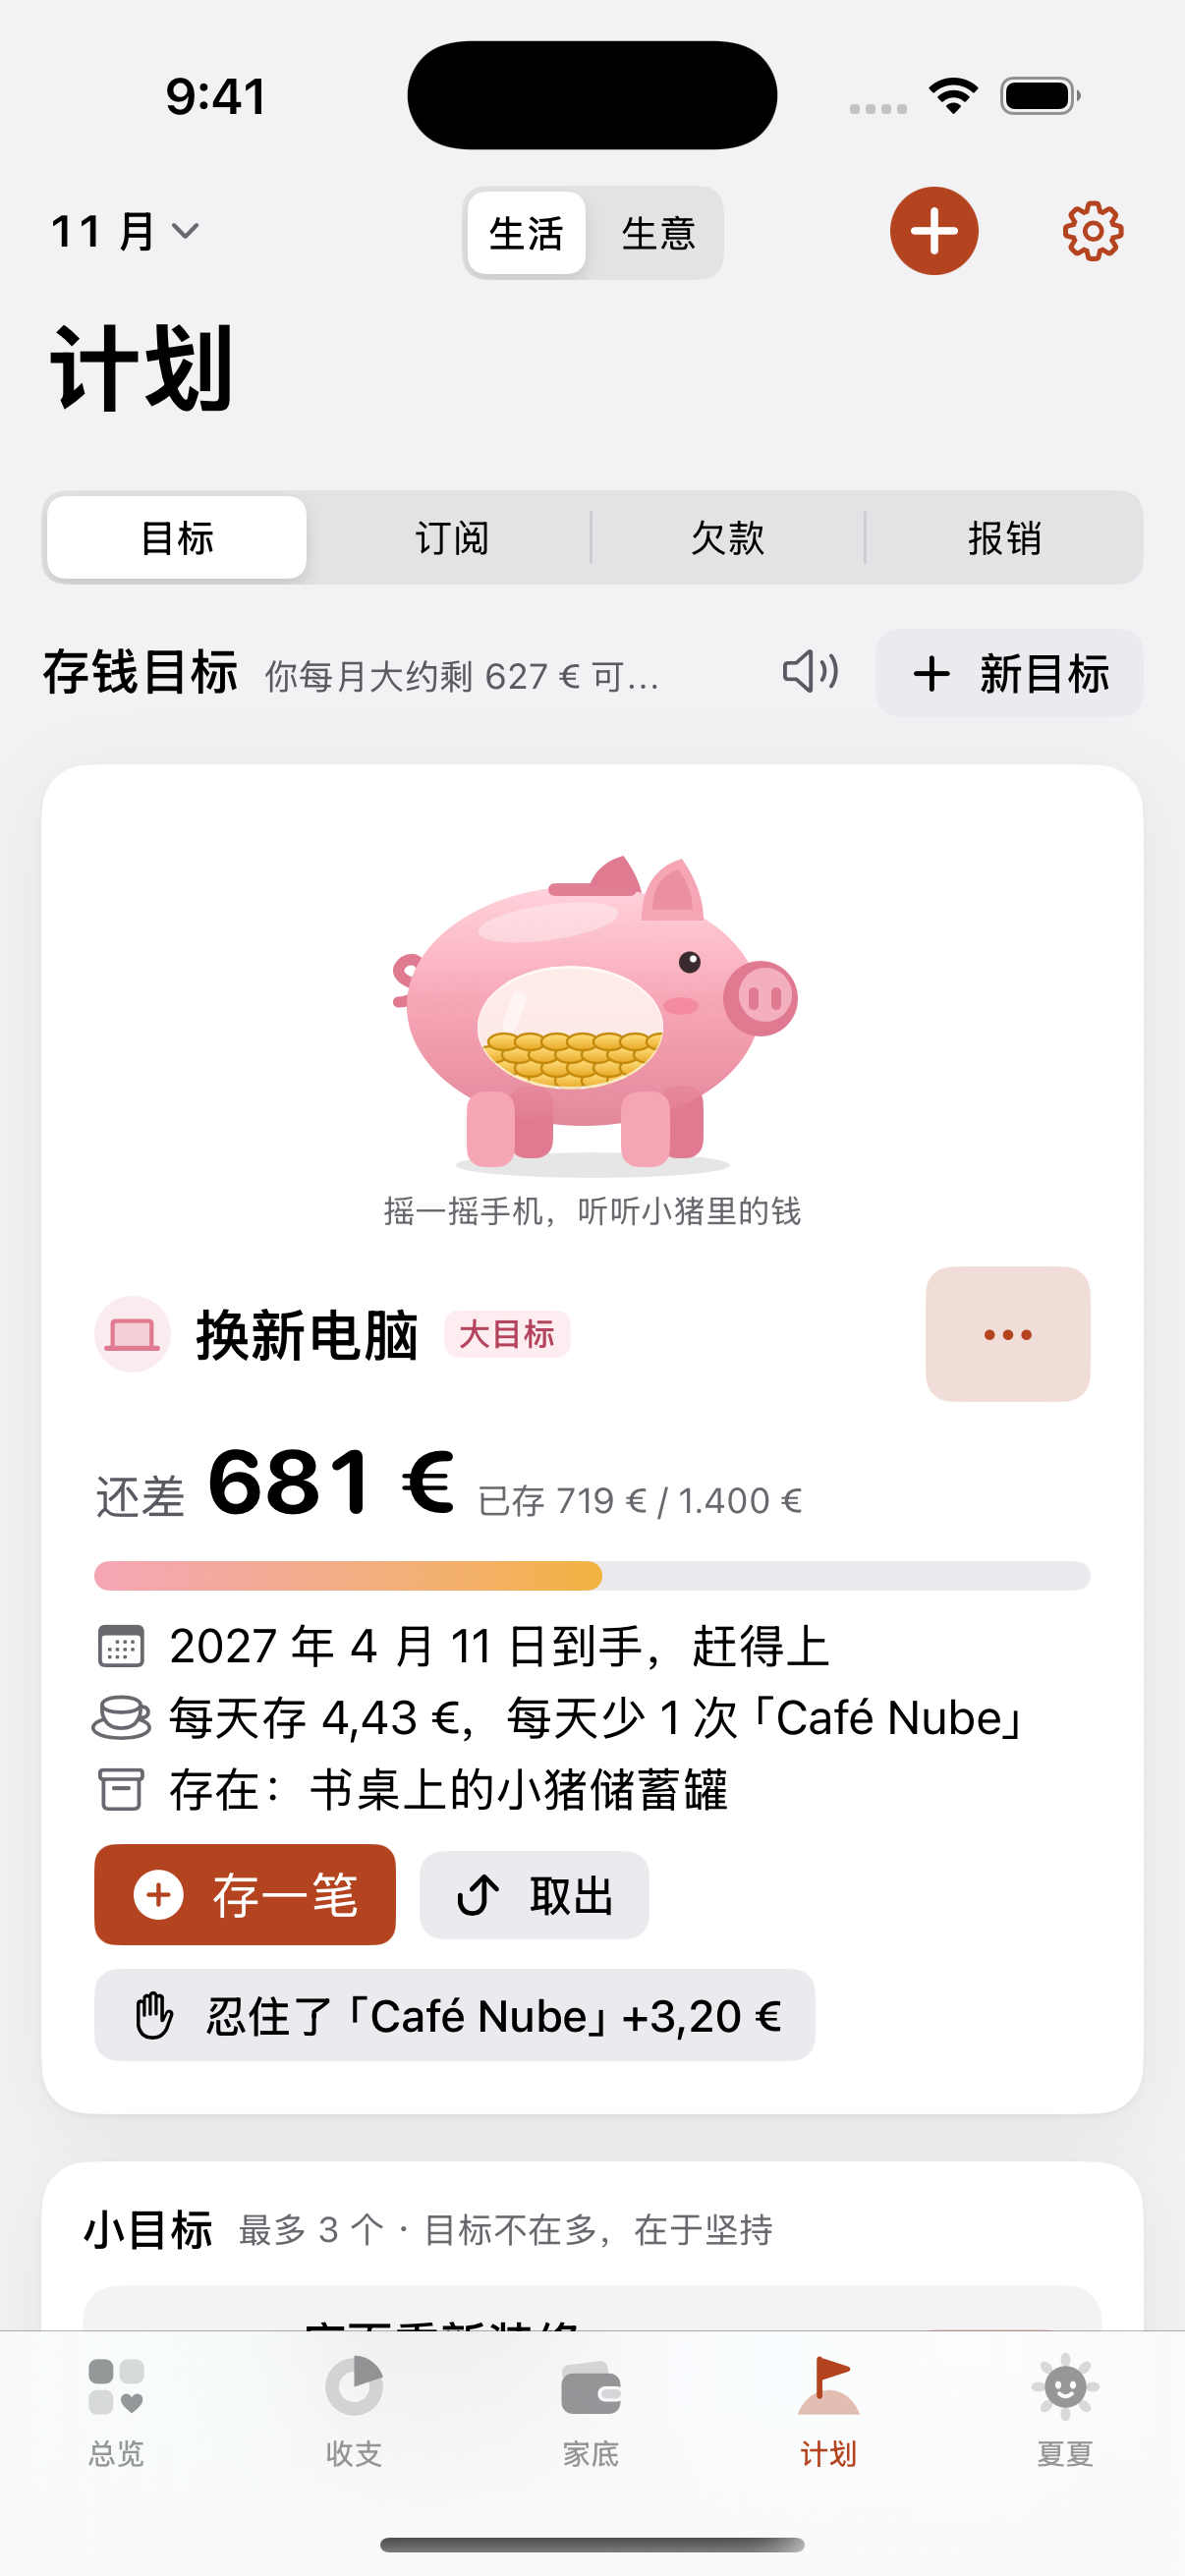 9:41
11 月
生活
生意
计划
目标
订阅
欠款
报销
存钱目标 你每月大约剩 627 € 可…
新目标
摇一摇手机，听听小猪里的钱
换新电脑 大目标
还差 681 € 已存 719 € / 1.400 €
2027 年 4 月 11 日到手，赶得上
每天存 4,43 €，每天少 1 次「Café Nube」
存在：书桌上的小猪储蓄罐
存一笔
取出
忍住了「Café Nube」+3,20 €
小目标 最多 3 个 · 目标不在多，在于坚持
总览
收支
家底
计划
夏夏